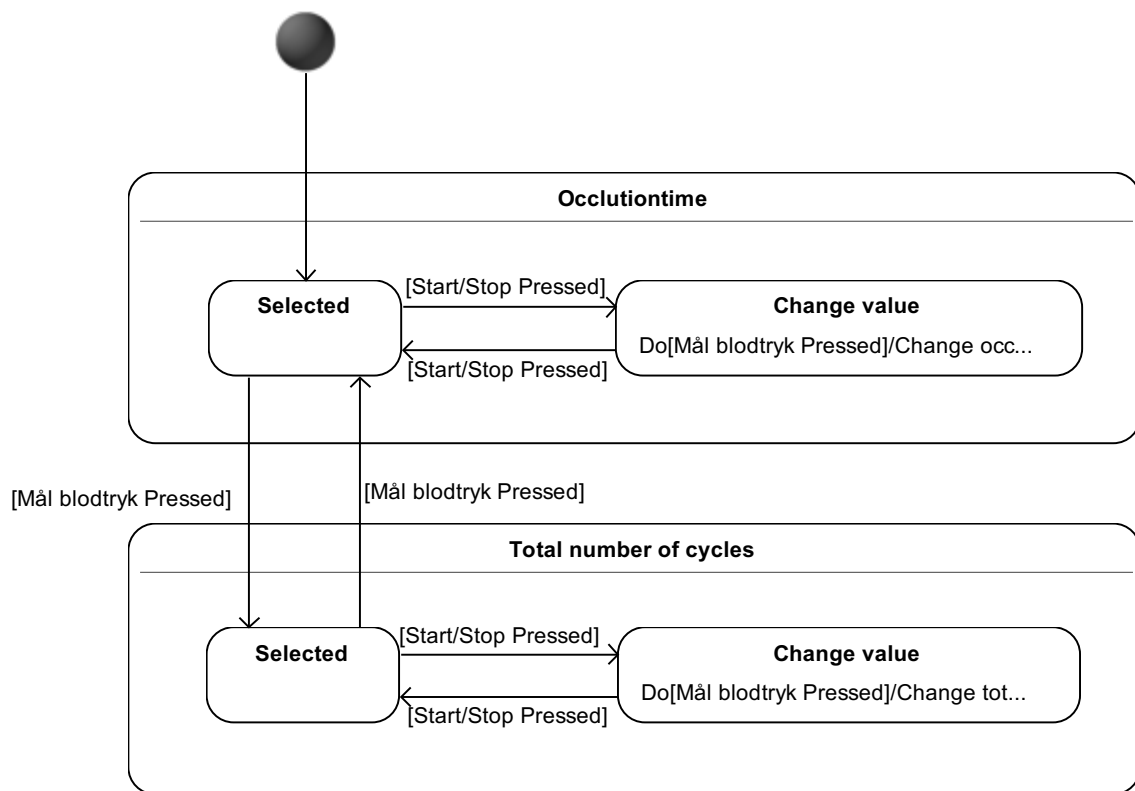 Occlutiontime
Selected
[Start/Stop Pressed]
Change value
Do[Mål blodtryk Pressed]/Change occ...
[Start/Stop Pressed]
[Mål blodtryk Pressed]
[Mål blodtryk Pressed]
Total number of cycles
Selected
[Start/Stop Pressed]
Change value
Do[Mål blodtryk Pressed]/Change tot...
[Start/Stop Pressed]